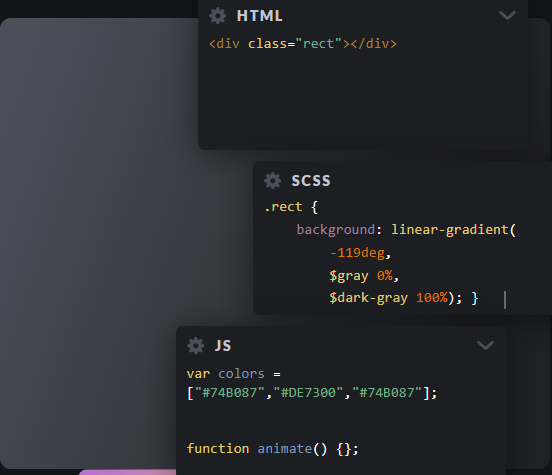 HTML
<div class="rect"></div>
SCSS
.rect {
background: linear-gradient(
-119deg,
$gray 0%,
$dark-gray 100%); }
JS
var colors =
["#74B087","#DE7300","#74B087"];
function animate() {};